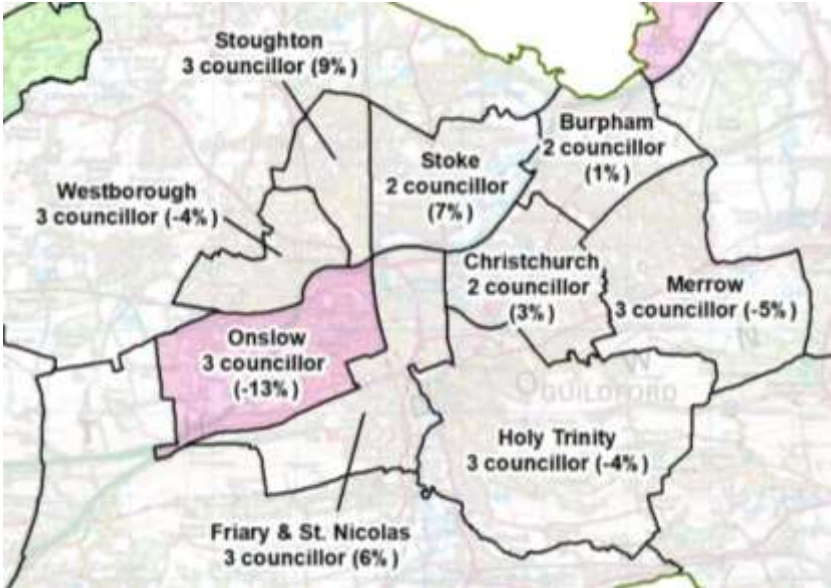 Stoughton
3 councillor (9%)
Burpham
2 councillor
(1%)
Stoke
2 councillor
(7%)
Westborough
3 councillor (-4%)
Christchurch
2 councillor
(3%)
Merrow
3 councillor (-5%)
Onslow
3 councillor
(-13%)
GUILDFORD
Holy Trinity
3 councillor (-4%)
Friary & St. Nicolas
3 councillor (6%)